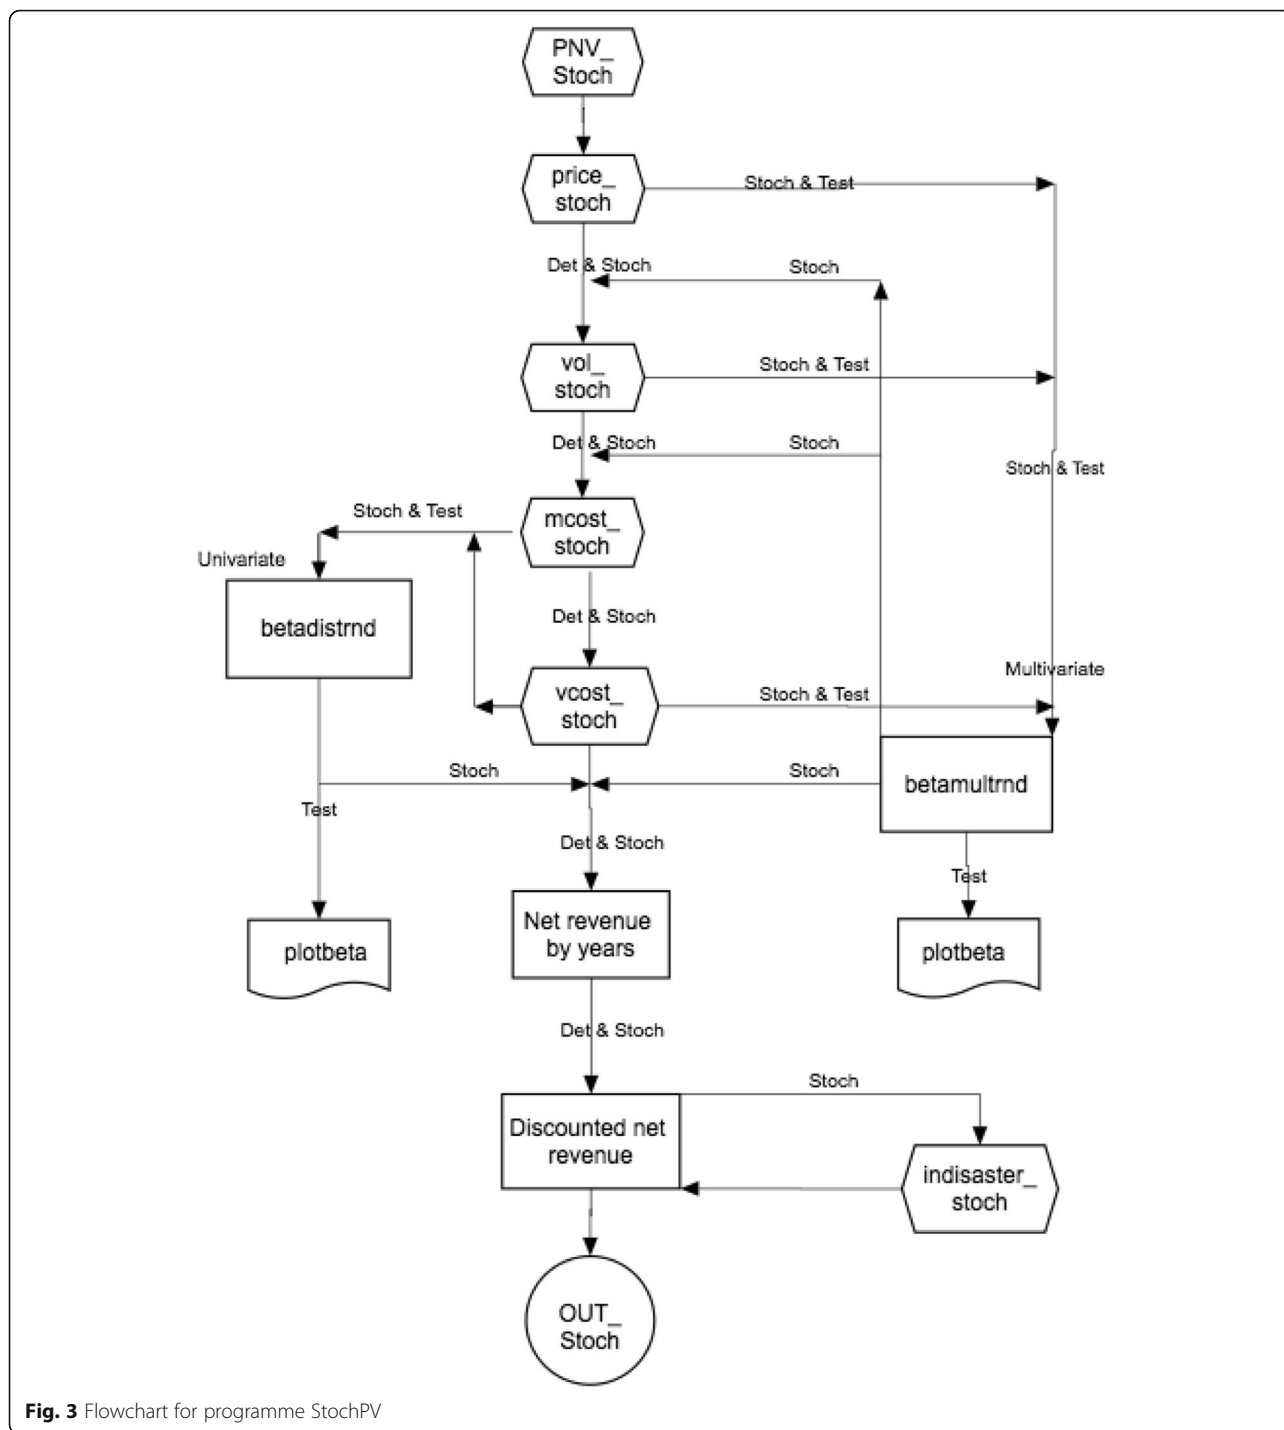 PNV_
Stoch
price_
stoch
Stoch & Test
Det & Stoch
Stoch
vol_
stoch
Stoch & Test
Det & Stoch
Stoch
Stoch & Test
Stoch & Test
mcost_
stoch
Univariate
betadistrnd
Det & Stoch
Multivariate
vcost_
stoch
Stoch & Test
Stoch
Stoch
betamultrnd
Test
Det & Stoch
Test
Net revenue
by years
plotbeta
plotbeta
Det & Stoch
Stoch
Discounted net
revenue
indisaster_
stoch
OUT_
Stoch
Fig. 3 Flowchart for programme StochPV